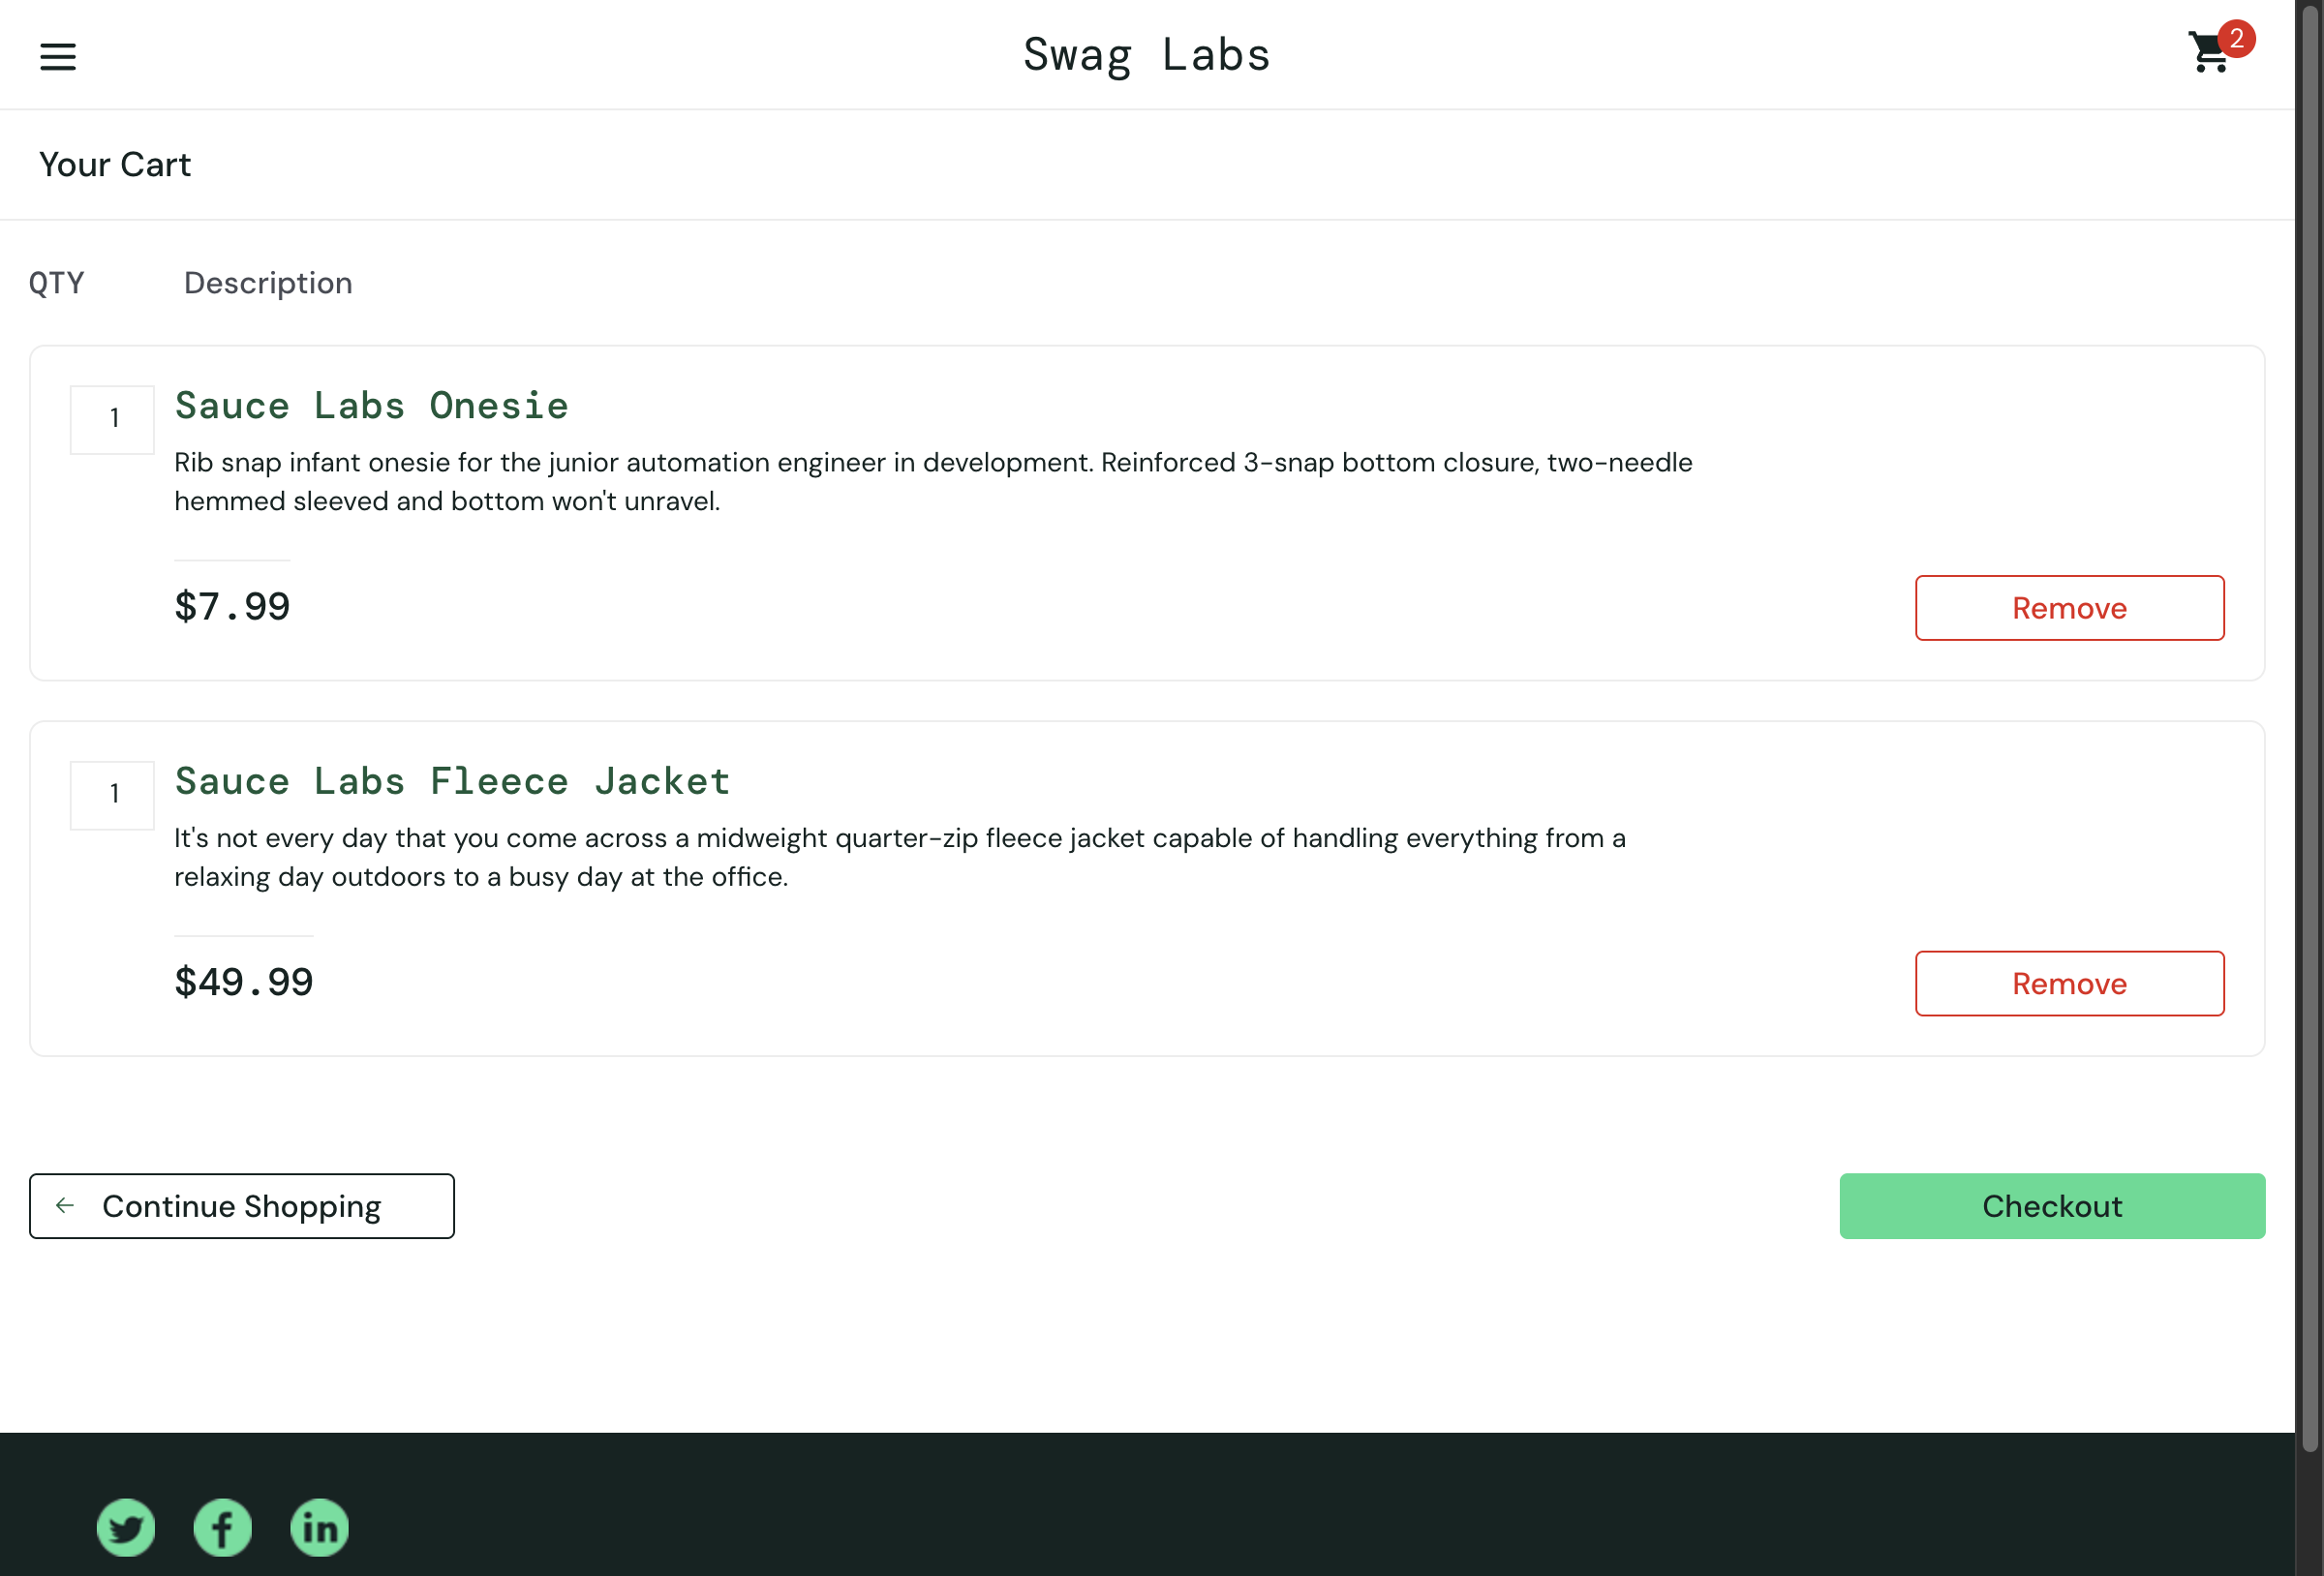 Swag Labs
2
Your Cart
QTY Description
1
Sauce Labs Onesie
Rib snap infant onesie for the junior automation engineer in development. Reinforced 3-snap bottom closure, two-needle
hemmed sleeved and bottom won't unravel.
$7.99
Remove
1
Sauce Labs Fleece Jacket
It's not every day that you come across a midweight quarter-zip fleece jacket capable of handling everything from a
relaxing day outdoors to a busy day at the office.
$49.99
Remove
Continue Shopping
Checkout
f
in